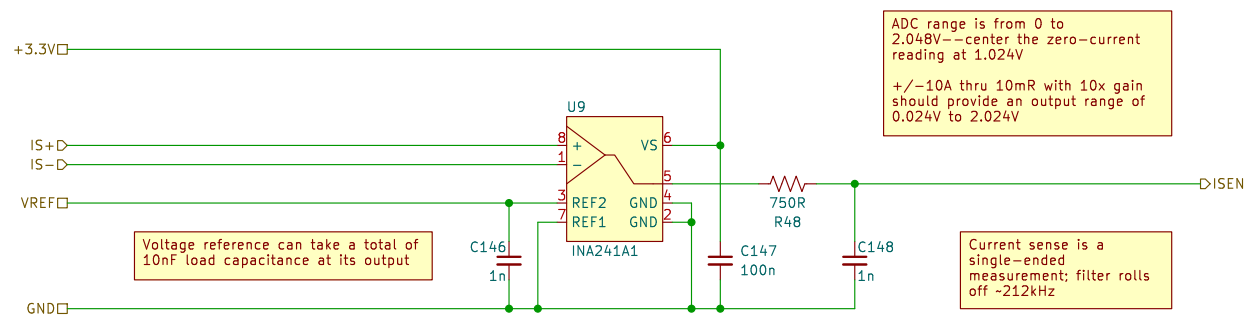 ADC range is from 0 to
2.048V--center the zero-current
reading at 1.024V
+/-10A thru 10mR with 10x gain
should provide an output range of
0.024V to 2.024V
+3.3V
U9
IS+
8
+
VS
6
IS-
1
-
5
ISEN
VREF
3
REF2
GND
4
750R
7
REF1
GND
2
R48
Voltage reference can take a total of
10nF load capacitance at its output
C146
1n
INA241A1
C147
100n
C148
1n
Current sense is a
single-ended
measurement; filter rolls
off ~212kHz
GND